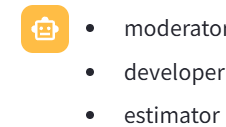 • moderator
• developer
• estimator